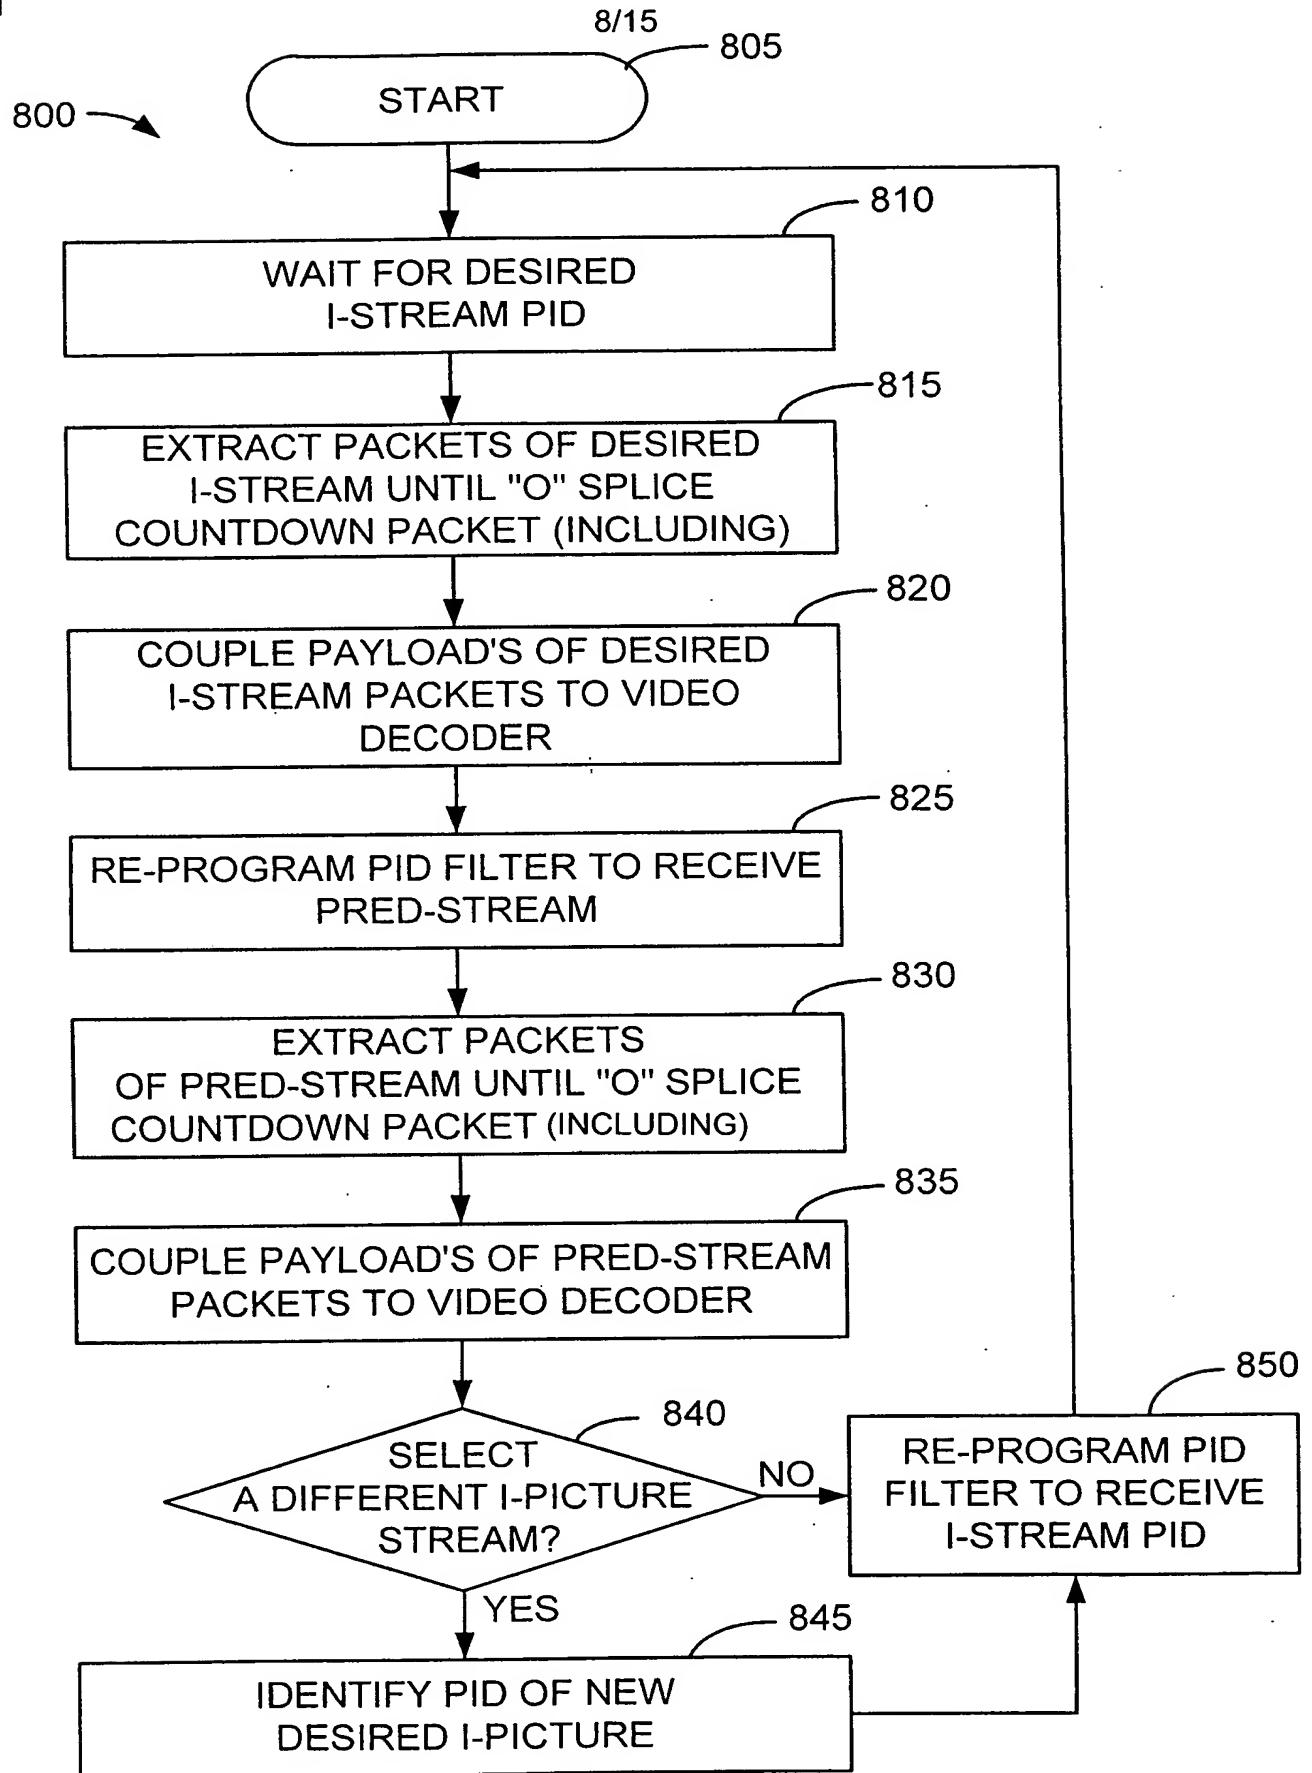 8/15
805
START
800
810
WAIT FOR DESIRED
I-STREAM PID
815
EXTRACT PACKETS OF DESIRED
I-STREAM UNTIL "O" SPLICE
COUNTDOWN PACKET (INCLUDING)
820
COUPLE PAYLOAD'S OF DESIRED
I-STREAM PACKETS TO VIDEO
DECODER
825
RE-PROGRAM PID FILTER TO RECEIVE
PRED-STREAM
830
EXTRACT PACKETS
OF PRED-STREAM UNTIL "O" SPLICE
COUNTDOWN PACKET (INCLUDING)
835
COUPLE PAYLOAD'S OF PRED-STREAM
PACKETS TO VIDEO DECODER
840
SELECT
A DIFFERENT I-PICTURE
STREAM?
NO
850
RE-PROGRAM PID
FILTER TO RECEIVE
I-STREAM PID
YES
845
IDENTIFY PID OF NEW
DESIRED I-PICTURE